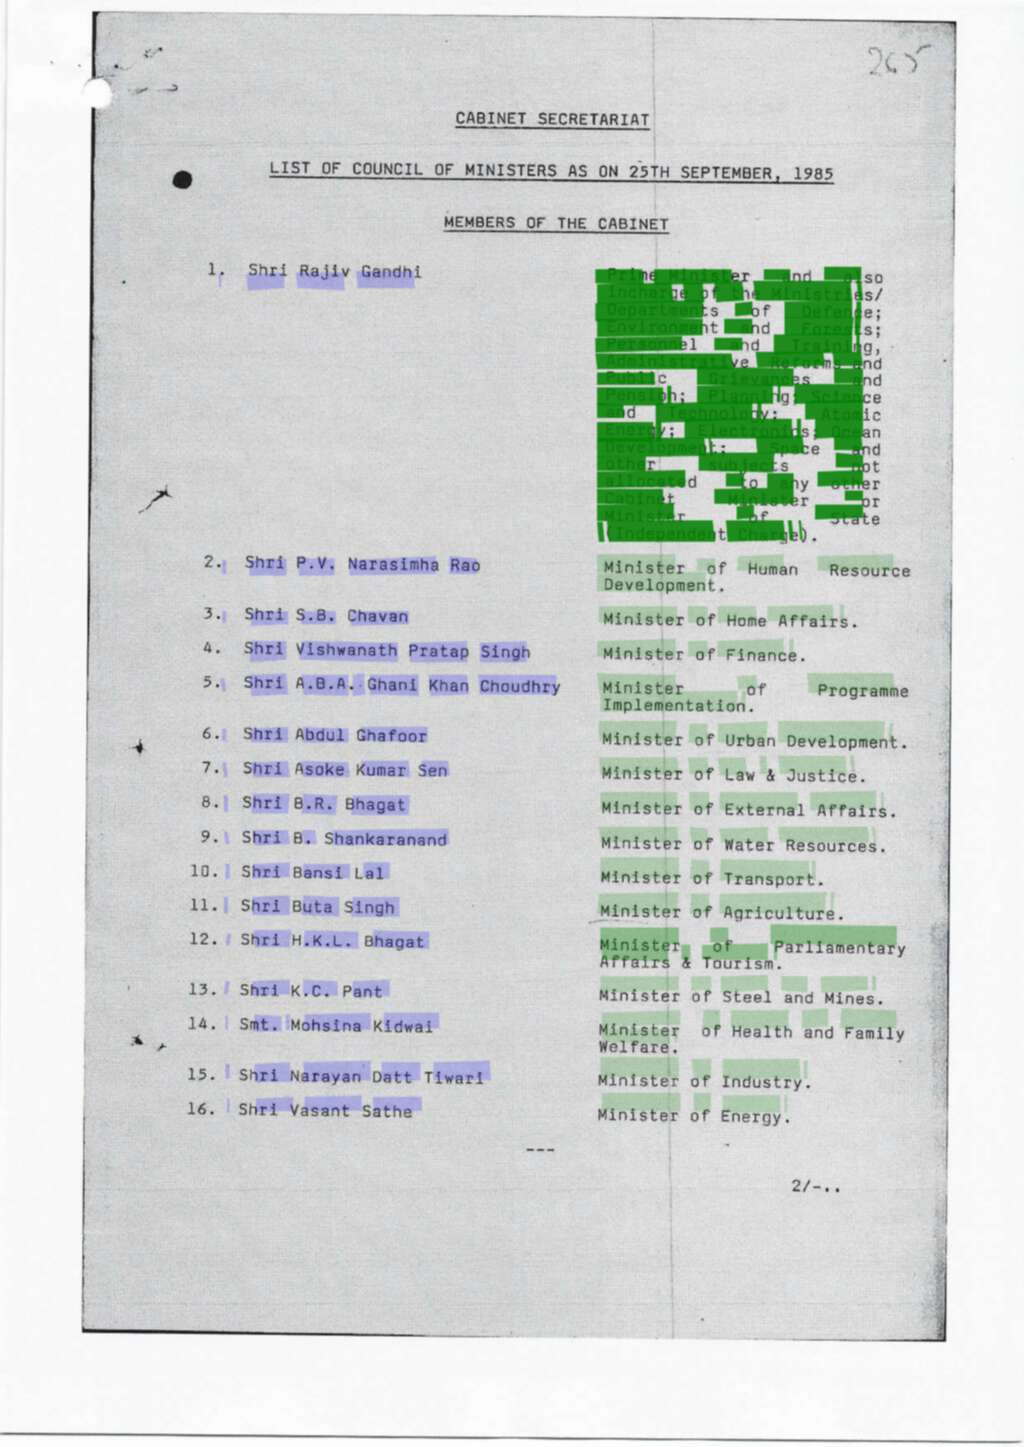 265
CABINET SECRETARIAT
LIST OF COUNCIL OF MINISTERS AS ON 25TH SEPTEMBER, 1985
MEMBERS OF THE CABINET
1. Shri Rajiv Gandhi Prime Minister and also
Incharge of the Ministries/
Departments of Defence;
Environment and Forests;
Personnel and Training,
Administrative Reforms and
Public Grievances and
Pension; Planning; Science
and Technology; Atomic
Energy; Electronics; Ocean
Development; Space and
other subjects not
allocated to any other
Cabinet Minister or
Minister of State
(Independent Charge).
2. Shri P.V. Narasimha Rao Minister of Human Resource
Development.
3. Shri S.B. Chavan Minister of Home Affairs.
4. Shri Vishwanath Pratap Singh Minister of Finance.
5. Shri A.B.A. Ghani Khan Choudhry Minister of Programme
Implementation.
6. Shri Abdul Ghafoor Minister of Urban Development.
7. Shri Asoke Kumar Sen Minister of Law & Justice.
8. Shri B.R. Bhagat Minister of External Affairs.
9. Shri B. Shankaranand Minister of Water Resources.
10. Shri Bansi Lal Minister of Transport.
11. Shri Buta Singh Minister of Agriculture.
12. Shri H.K.L. Bhagat Minister of Parliamentary
Affairs & Tourism.
13. Shri K.C. Pant Minister of Steel and Mines.
14. Smt. Mohsina Kidwai Minister of Health and Family
Welfare.
15. Shri Narayan Datt Tiwari Minister of Industry.
16. Shri Vasant Sathe Minister of Energy.
---
2/-..